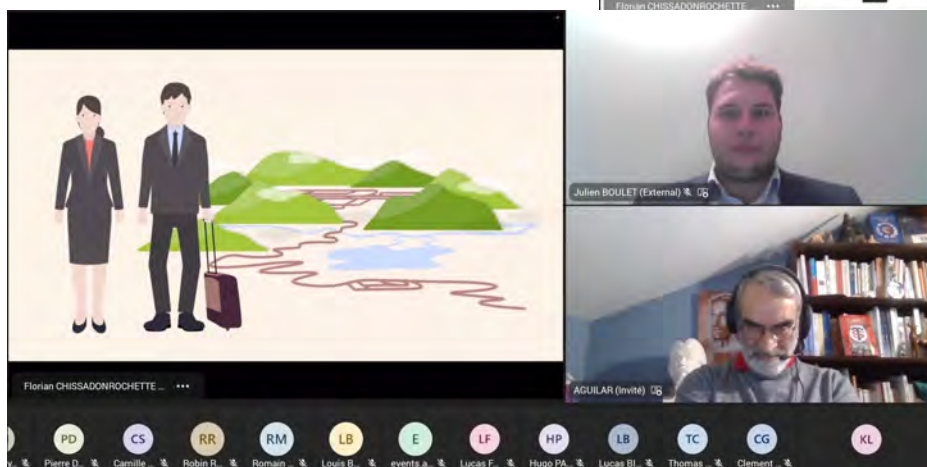 Florian CHISSADONROCHETTE ... •••
Julien BOULET (External)
AGUILAR (Invité)
Florian CHISSADONROCHETTE ... •••
PD
CS
RR
RM
LB
E
LF
HP
LB
TC
CG
KL
Pierre D...
Camille ...
Robin R...
Romain ...
Louis B...
events.a...
Lucas F...
Hugo PA...
Lucas BI...
Thomas ...
Clement ...